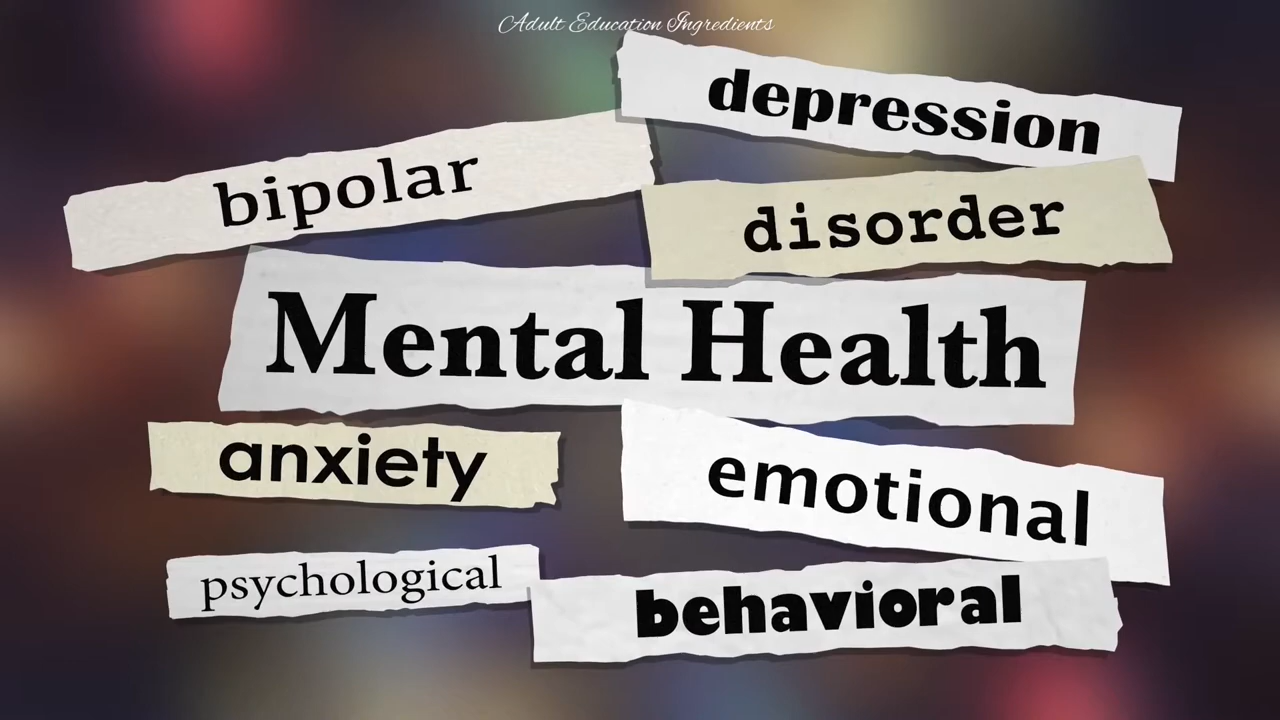 Adult Education Ingredients
depression
bipolar
disorder
Mental Health
anxiety
emotional
psychological
behavioral